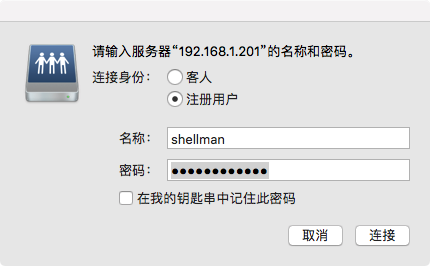 请输入服务器“192.168.1.201”的名称和密码。
连接身份： 客人
注册用户
名称： shellman
密码： ●●●●●●●●●●●●
在我的钥匙串中记住此密码
取消 连接